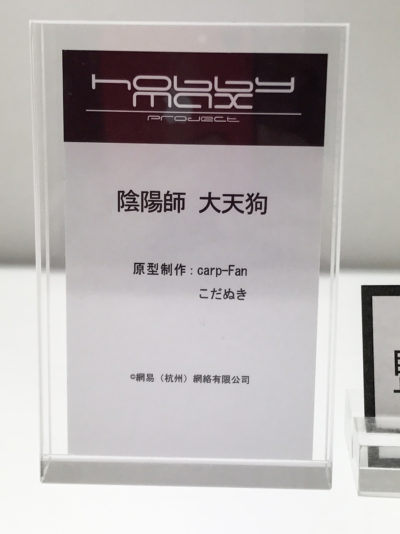 hobby
max
project
陰陽師 大天狗
原型制作：carp-Fan
こだぬき
©網易（杭州）網絡有限公司